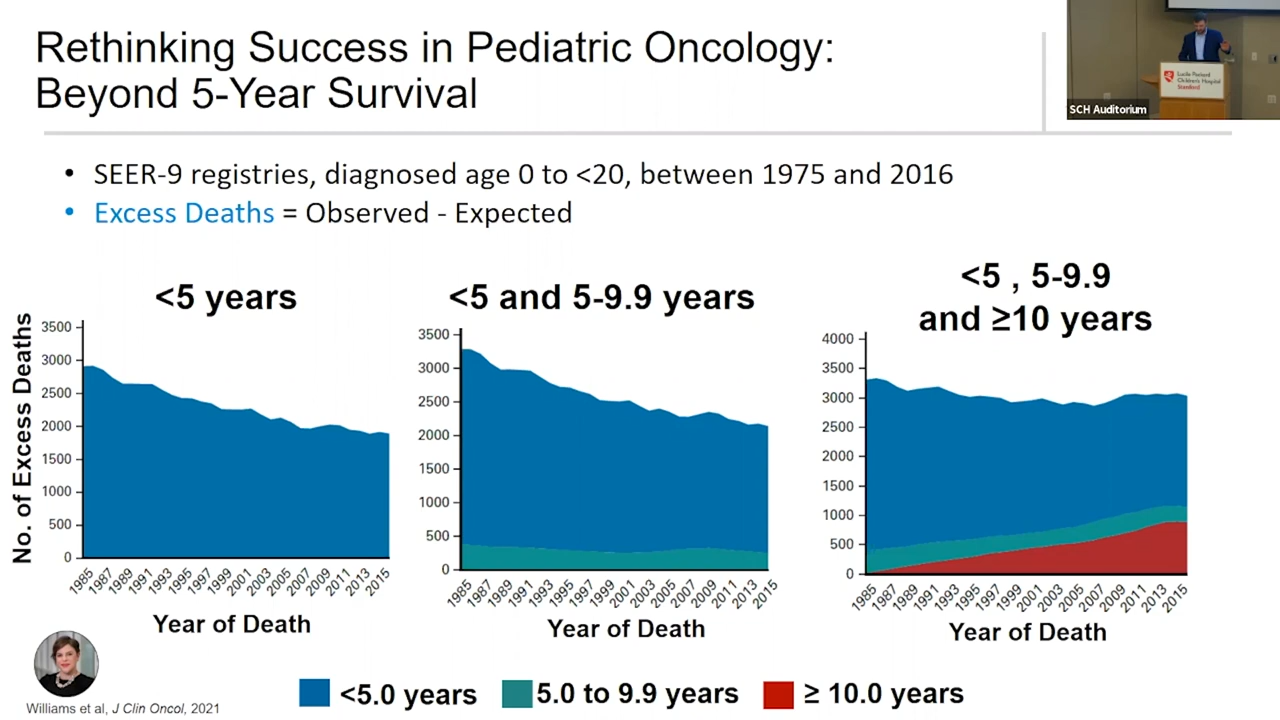 Rethinking Success in Pediatric Oncology:
Beyond 5-Year Survival
Lucile Packard
Children's Hospital
Stanford
SCH Auditorium
• SEER-9 registries, diagnosed age 0 to <20, between 1975 and 2016
• Excess Deaths = Observed - Expected
<5 years
No. of Excess Deaths
3500
3000
2500
2000
1500
1000
500
0
1985 1987 1989 1991 1993 1995 1997 1999 2001 2003 2005 2007 2009 2011 2013 2015
Year of Death
<5 and 5-9.9 years
3500
3000
2500
2000
1500
1000
500
0
1985 1987 1989 1991 1993 1995 1997 1999 2001 2003 2005 2007 2009 2011 2013 2015
Year of Death
<5 , 5-9.9
and ≥10 years
4000
3500
3000
2500
2000
1500
1000
500
0
1985 1987 1989 1991 1993 1995 1997 1999 2001 2003 2005 2007 2009 2011 2013 2015
Year of Death
<5.0 years 5.0 to 9.9 years ≥ 10.0 years
Williams et al, J Clin Oncol, 2021